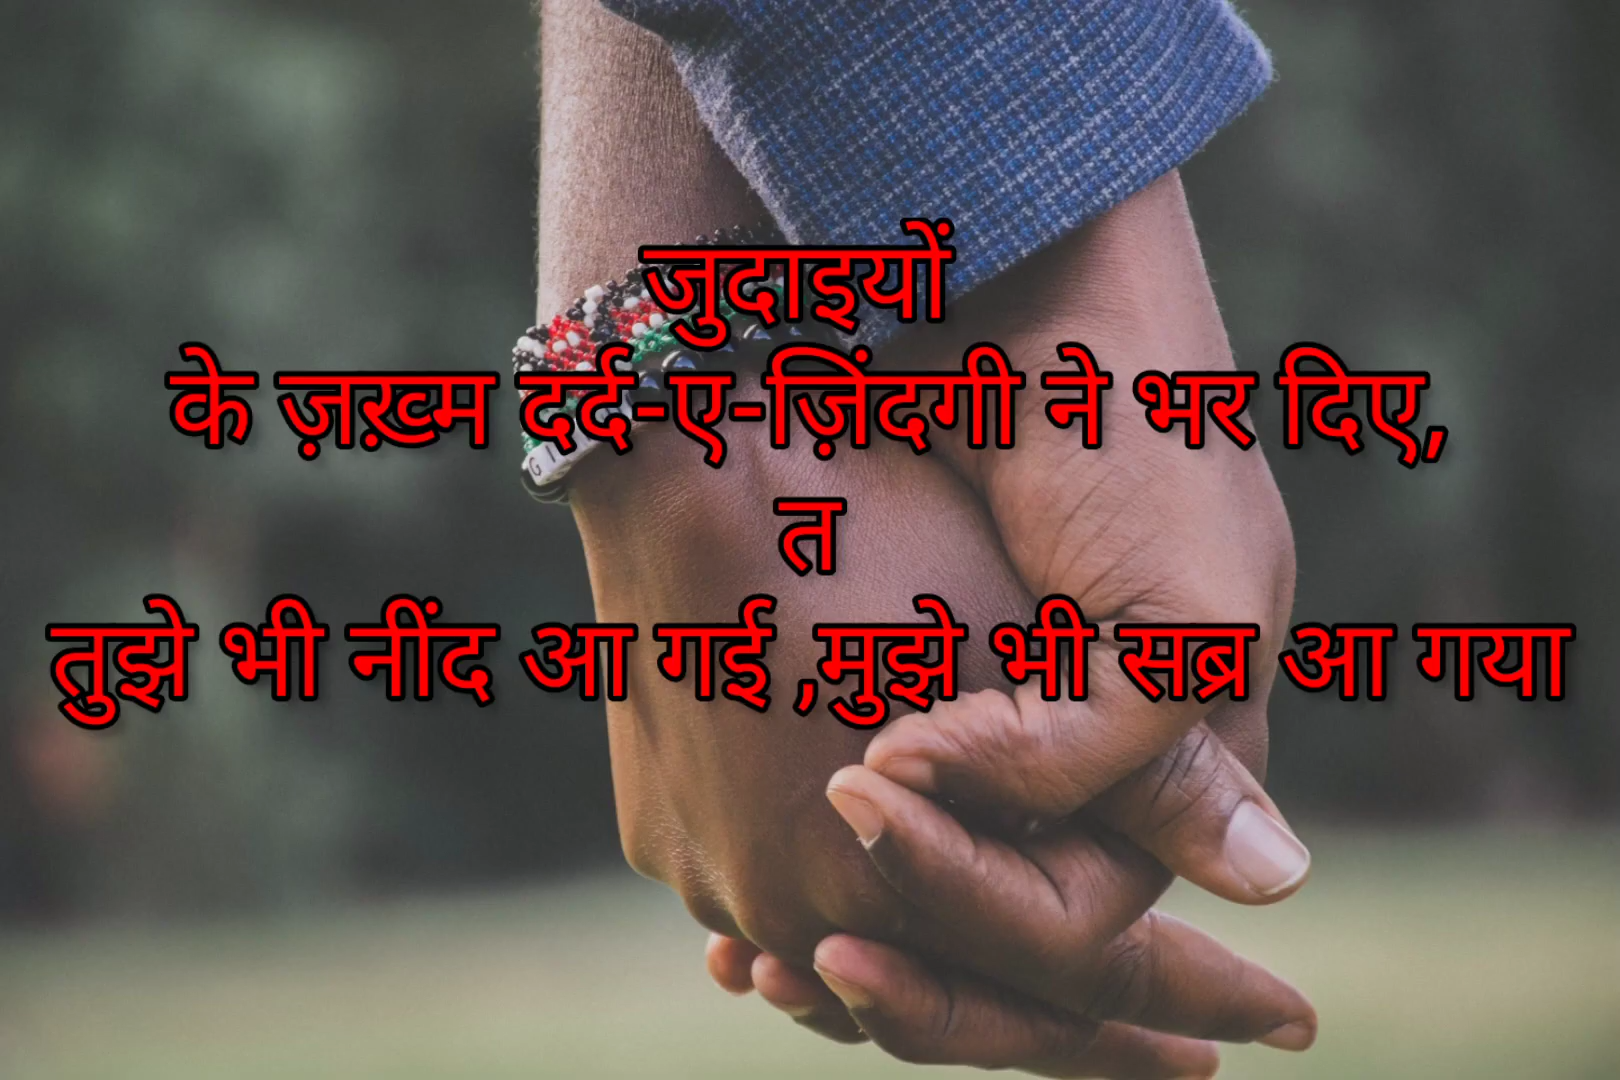 जुदाइयों
के ज़ख़्म दर्द-ए-ज़िंदगी ने भर दिए,
त
तुझे भी नींद आ गई ,मुझे भी सब्र आ गया